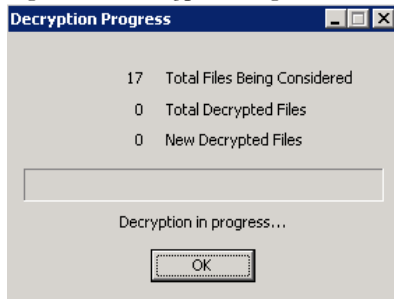 Decryption Progress
17 Total Files Being Considered
0 Total Decrypted Files
0 New Decrypted Files
Decryption in progress...
OK